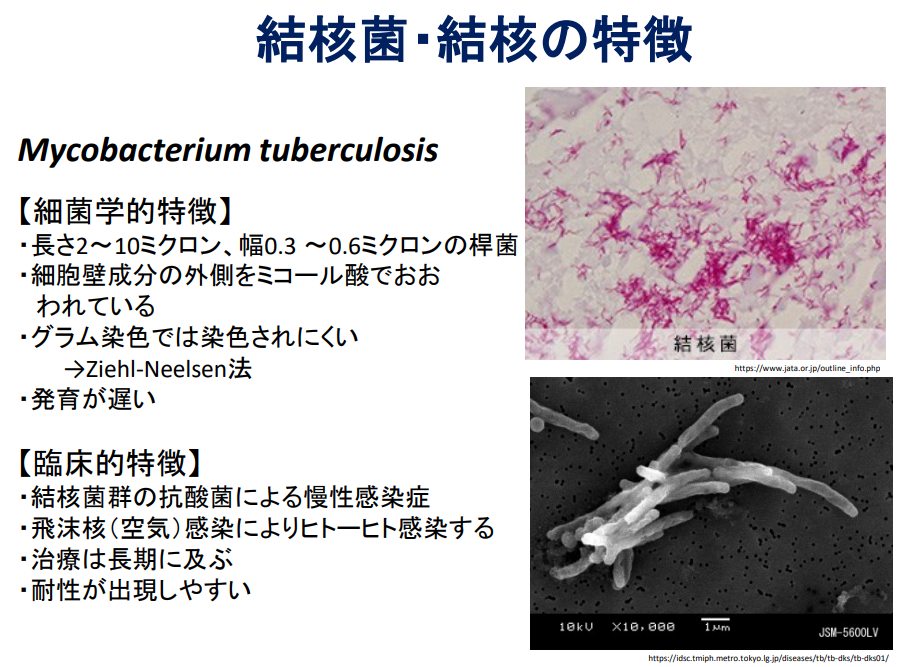 結核菌・結核の特徴
Mycobacterium tuberculosis
【細菌学的特徴】
・長さ2～10ミクロン、幅0.3 ～0.6ミクロンの桿菌
・細胞壁成分の外側をミコール酸でおお
われている
・グラム染色では染色されにくい
→Ziehl-Neelsen法
・発育が遅い
【臨床的特徴】
・結核菌群の抗酸菌による慢性感染症
・飛沫核（空気）感染によりヒトーヒト感染する
・治療は長期に及ぶ
・耐性が出現しやすい
結核菌
https://www.jata.or.jp/outline_info.php
10kV X10,000 1μm JSM-5600LV
https://idsc.tmiph.metro.tokyo.lg.jp/diseases/tb/tb-dks/tb-dks01/